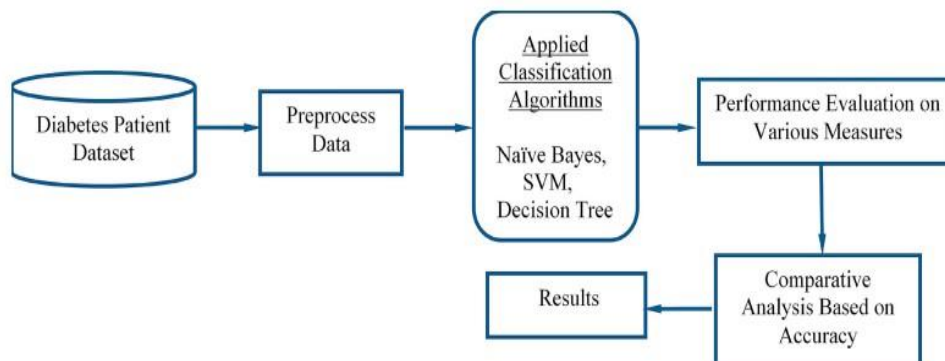 Diabetes Patient
Dataset
Preprocess
Data
Applied
Classification
Algorithms
Naïve Bayes,
SVM,
Decision Tree
Performance Evaluation on
Various Measures
Comparative
Analysis Based on
Accuracy
Results